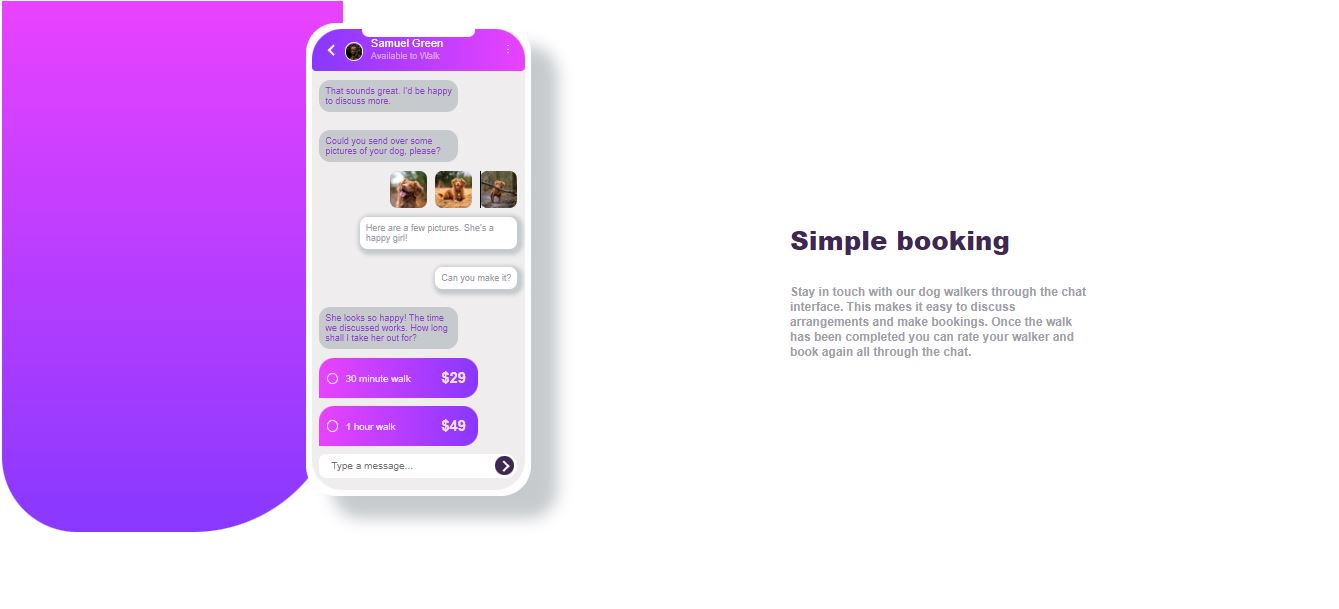 Samuel Green
Available to Walk
That sounds great. I'd be happy
to discuss more.
Could you send over some
pictures of your dog, please?
Here are a few pictures. She's a
happy girl!
Can you make it?
She looks so happy! The time
we discussed works. How long
shall I take her out for?
30 minute walk $29
1 hour walk $49
Type a message...
Simple booking
Stay in touch with our dog walkers through the chat
interface. This makes it easy to discuss
arrangements and make bookings. Once the walk
has been completed you can rate your walker and
book again all through the chat.